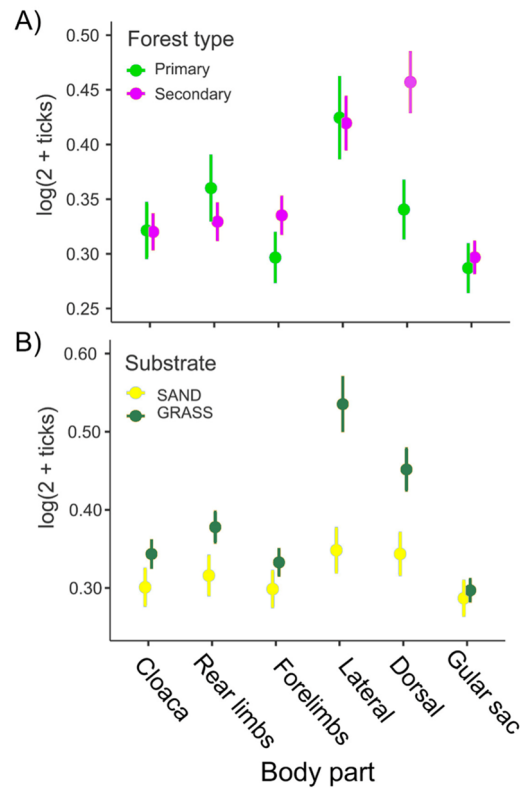 A)
Forest type
Primary
Secondary
log(2 + ticks)
0.50
0.45
0.40
0.35
0.30
0.25
B)
Substrate
SAND
GRASS
log(2 + ticks)
0.60
0.50
0.40
0.30
Cloaca
Rear limbs
Forelimbs
Lateral
Dorsal
Gular sac
Body part